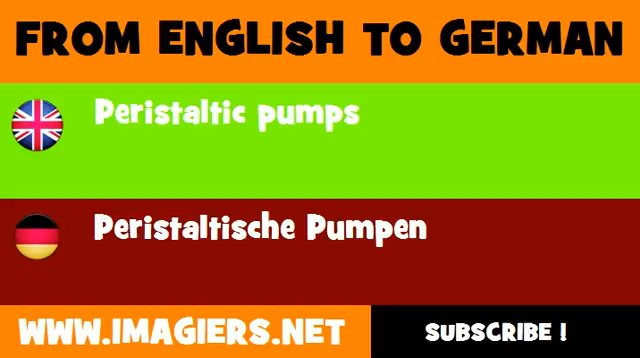 FROM ENGLISH TO GERMAN
Peristaltic pumps
Peristaltische Pumpen
WWW.IMAGIERS.NET
SUBSCRIBE !